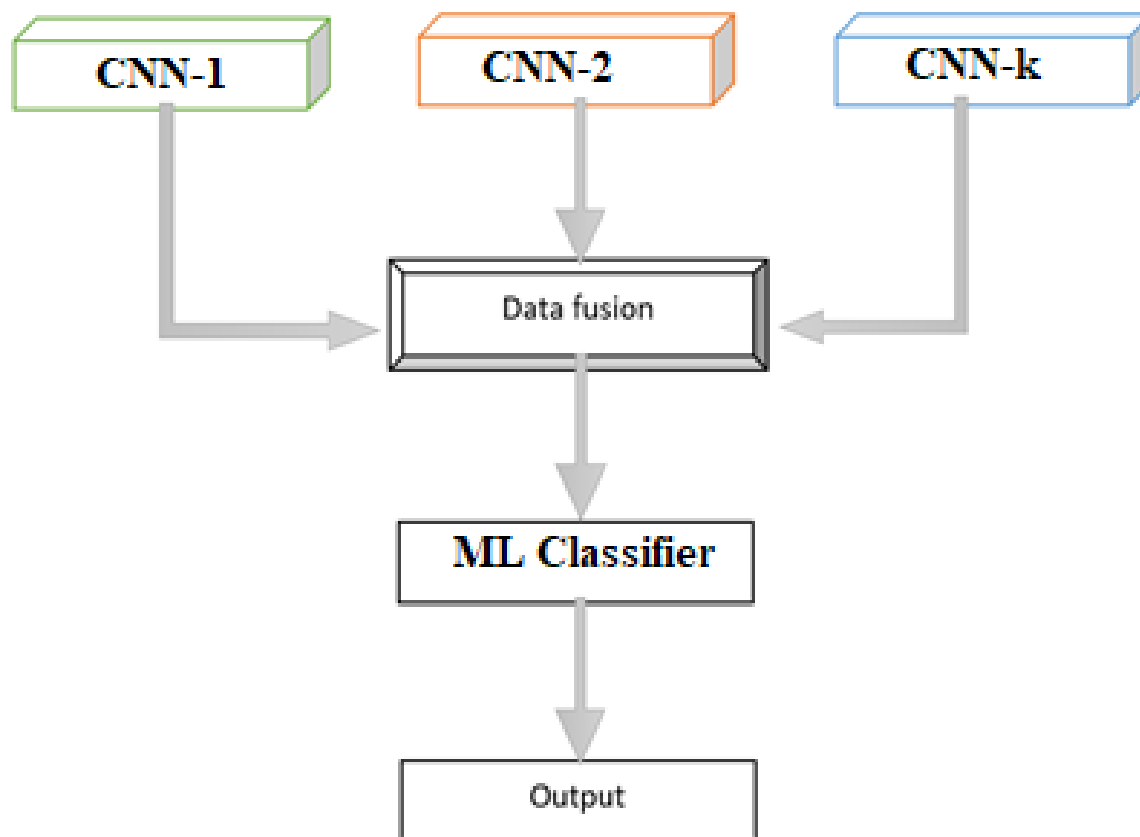 CNN-1
CNN-2
CNN-k
Data fusion
ML Classifier
Output